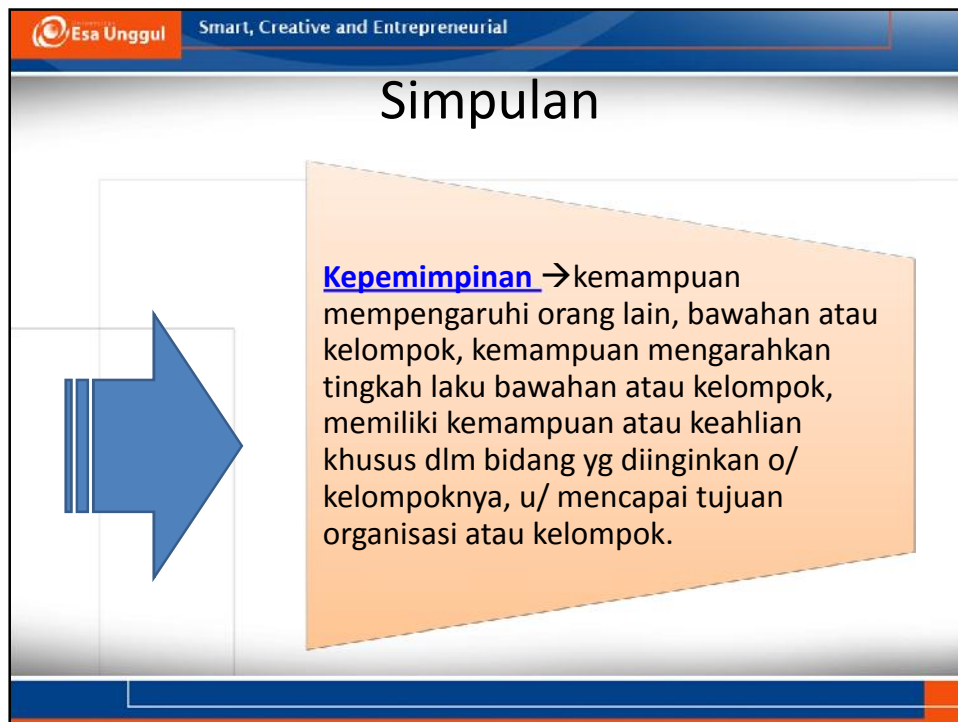 Esa Unggul
Smart, Creative and Entrepreneurial
Simpulan
Kepemimpinan →kemampuan
mempengaruhi orang lain, bawahan atau
kelompok, kemampuan mengarahkan
tingkah laku bawahan atau kelompok,
memiliki kemampuan atau keahlian
khusus dlm bidang yg diinginkan o/
kelompoknya, u/ mencapai tujuan
organisasi atau kelompok.